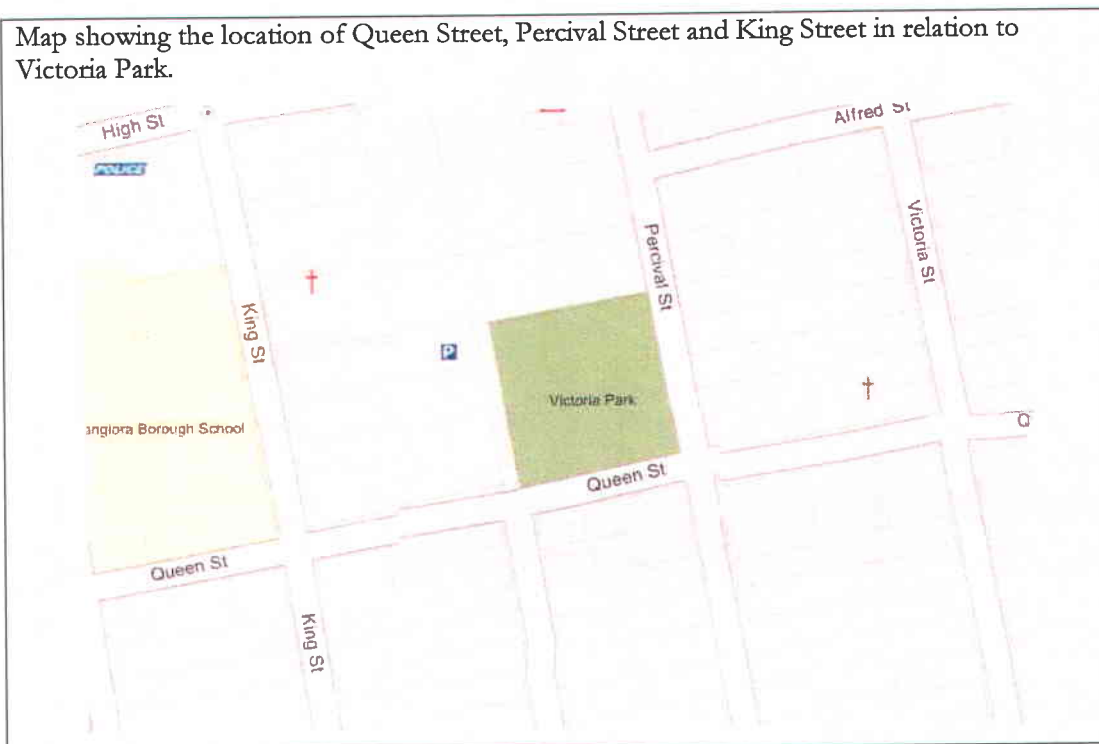 Map showing the location of Queen Street, Percival Street and King Street in relation to
Victoria Park.
High St
Alfred St
POLICE
Percival St
Victoria St
King St
P
Victoria Park
angiora Borough School
Q
Queen St
Queen St
King St